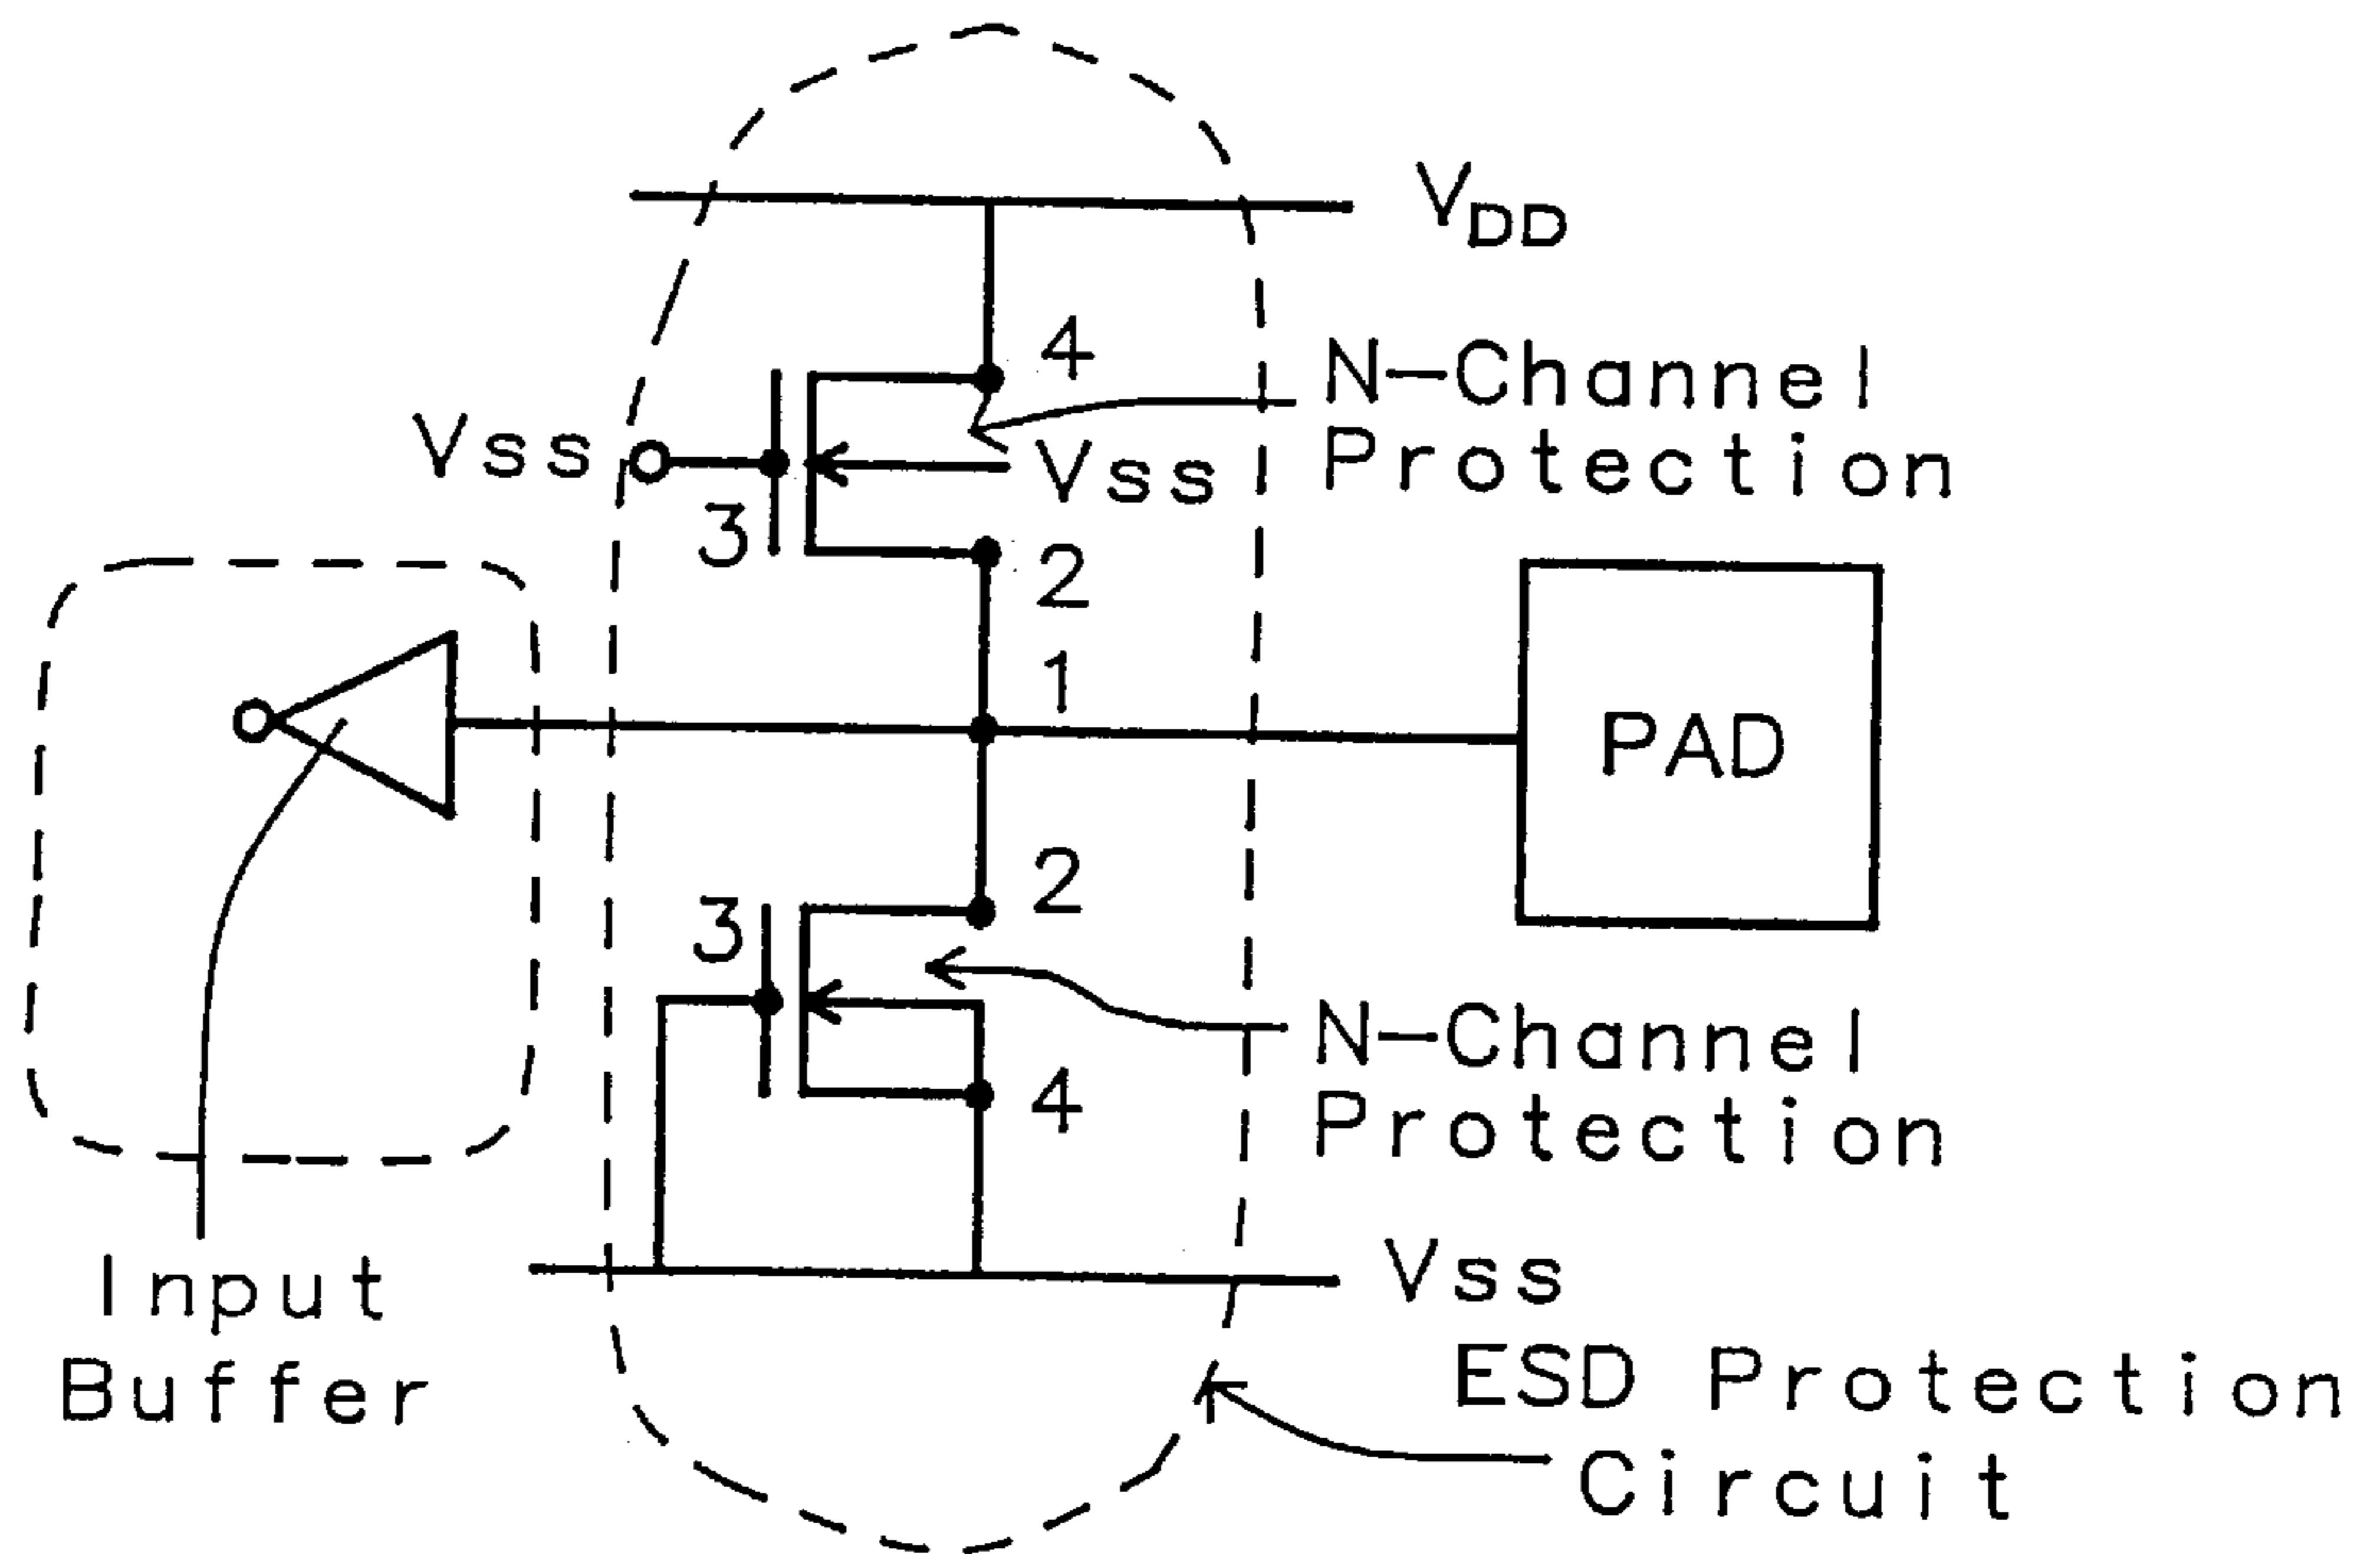 VDD
4
N-Channel
Protection
Vss
Vss
3
2
1
PAD
2
3
N-Channel
Protection
4
Vss
Input
Buffer
ESD Protection
Circuit